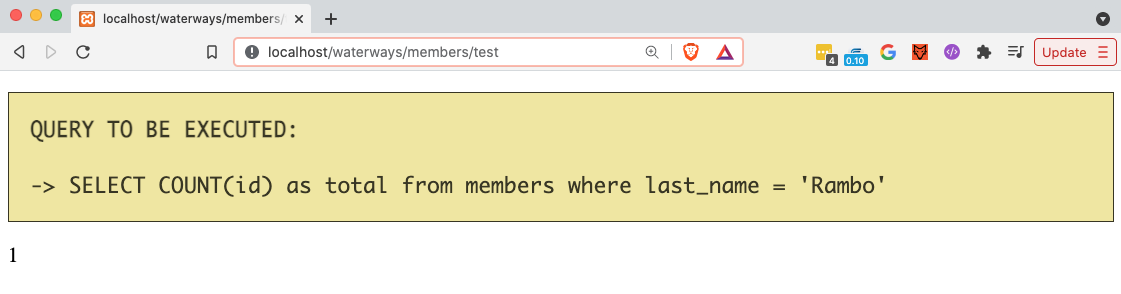 localhost/waterways/members/
localhost/waterways/members/test
4
0.10
Update
QUERY TO BE EXECUTED:
-> SELECT COUNT(id) as total from members where last_name = 'Rambo'
1